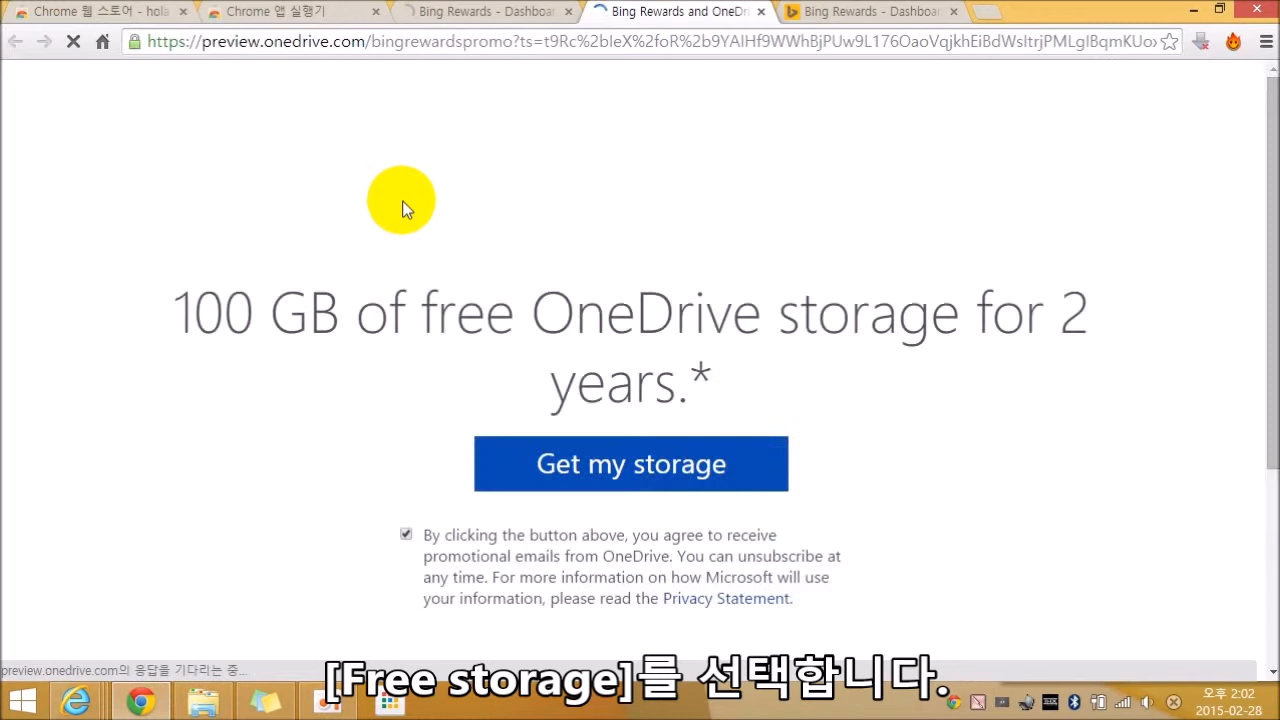 Chrome 웹 스토어 - hola
Chrome 앱 실행기
Bing Rewards - Dashboa
Bing Rewards and OneDri
Bing Rewards - Dashboa
https://preview.onedrive.com/bingrewardspromo?ts=t9Rc%2bleX%2foR%2b9YAIHf9WWhBjPUw9L176OaoVqjkhEiBdWsItrjPMLgIBqmKUox
100 GB of free OneDrive storage for 2
years.*
Get my storage
By clicking the button above, you agree to receive
promotional emails from OneDrive. You can unsubscribe at
any time. For more information on how Microsoft will use
your information, please read the Privacy Statement.
preview.onedrive.com의 응답을 기다리는 중...
[Free storage]를 선택합니다.
오후 2:02
2015-02-28